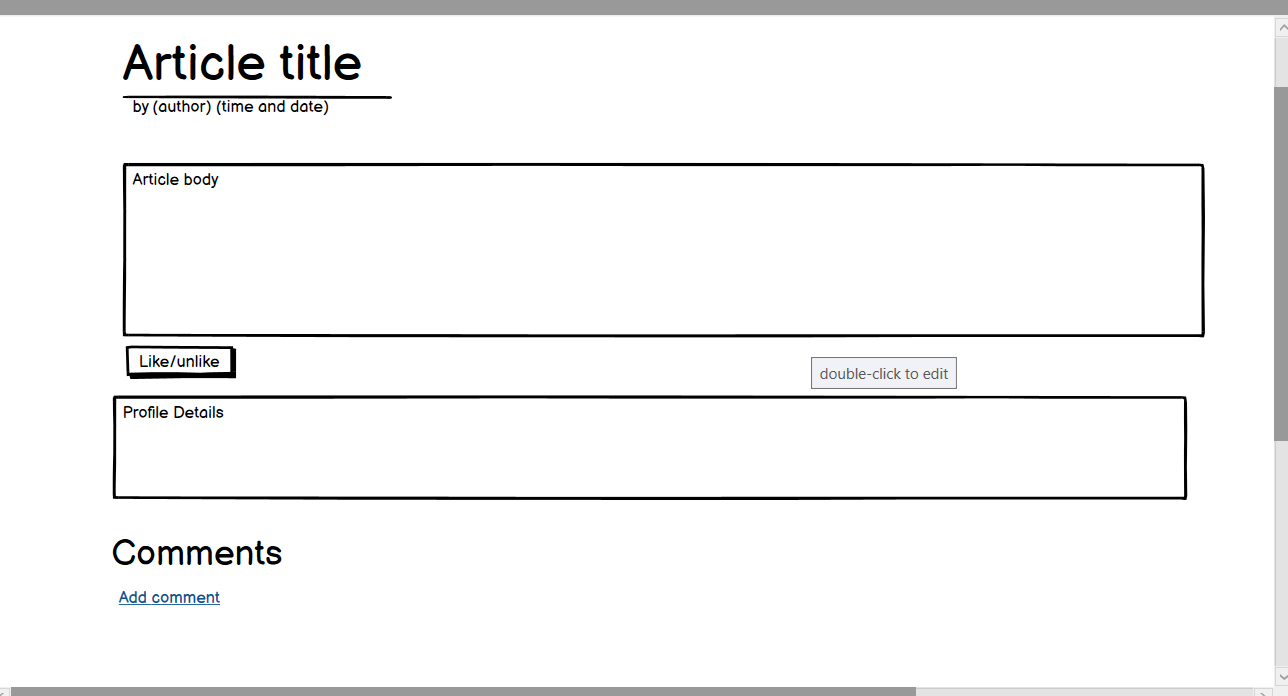 Article title
by (author) (time and date)
Article body
Like/unlike
double-click to edit
Profile Details
Comments
Add comment